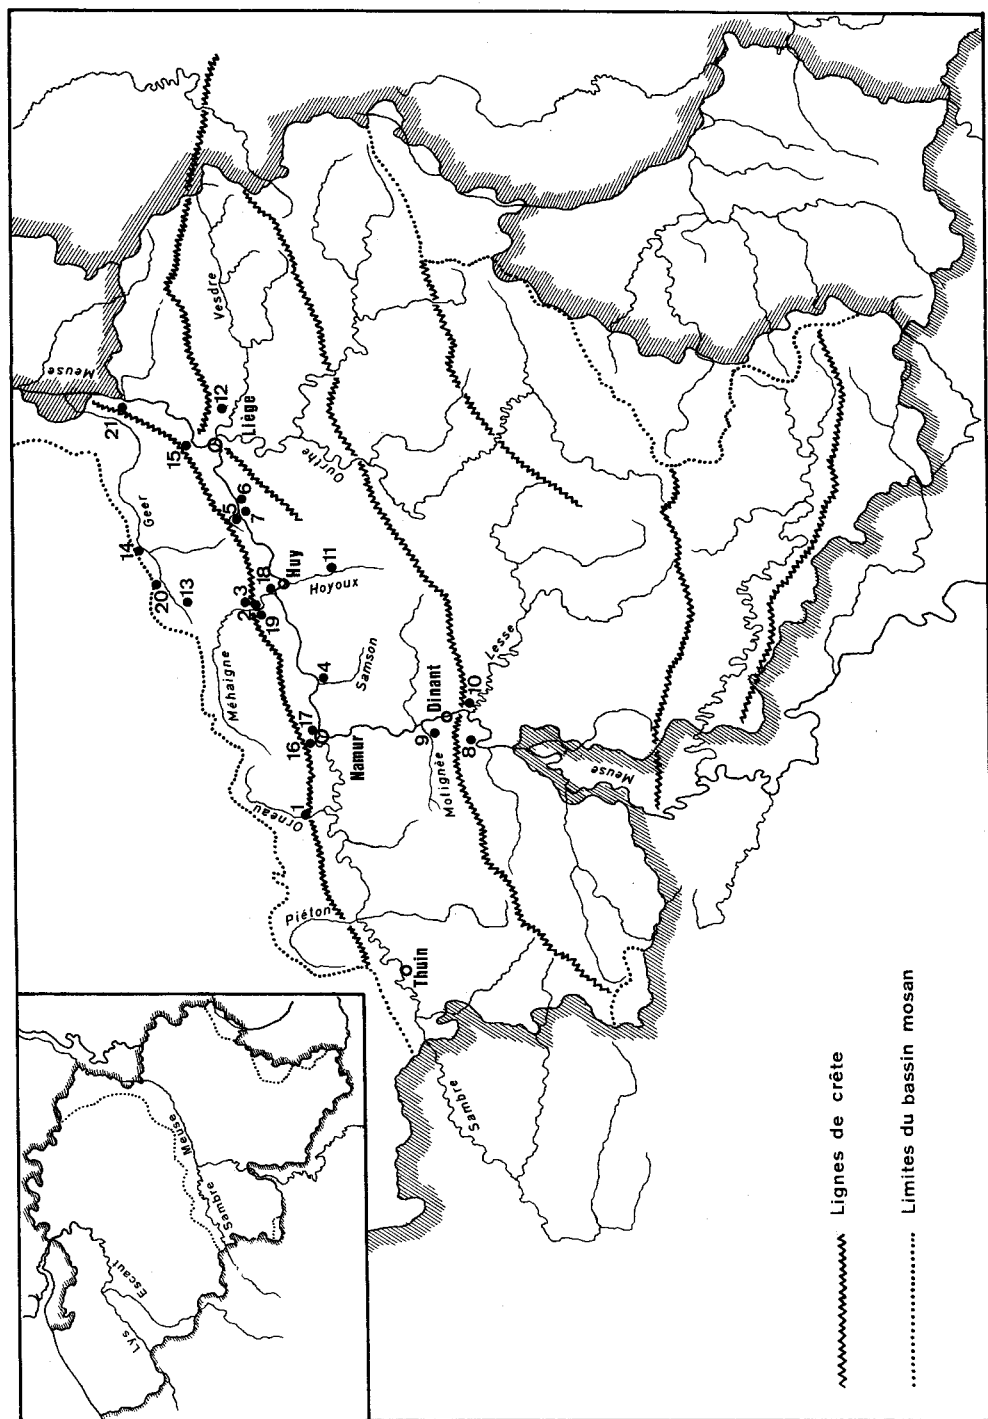 Lys
Escaut
Sambre
Meuse
Sambre
Thuin
Piéton
Orneau
1
Namur
16
17
Méhaigne
4
Samson
Molignée
9
Dinant
8
10
Lesse
Meuse
2
3
19
18
Huy
Hoyoux
11
13
20
14
Geer
5
7
6
15
Liège
12
Ourthe
Vesdre
21
Meuse
Lignes de crête
Limites du bassin mosan